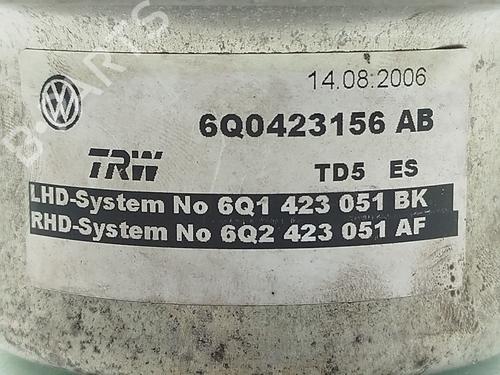 14.08.2006
6Q0423156 AB
TRW
TD5 ES
LHD-System No 6Q1 423 051 BK
RHD-System No 6Q2 423 051 AF
B-PARTS